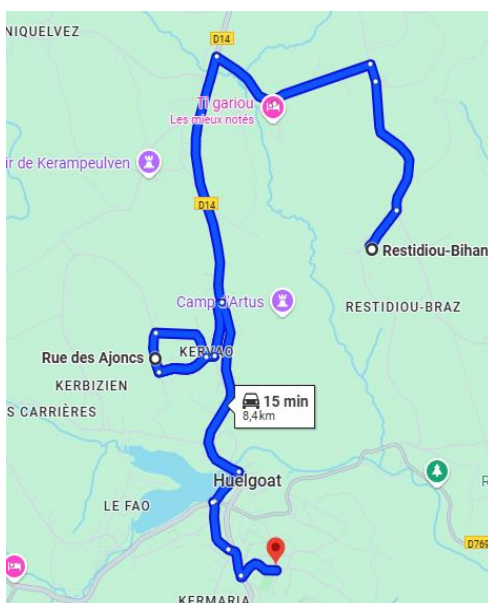 NIQUELVEZ
D14
Ti gariou
Les mieux notés
ir de Kerampeulven
D14
Restidiou-Bihan
Camp d'Artus
RESTIDIOU-BRAZ
KERVAO
Rue des Ajoncs
KERBIZIEN
15 min
8,4 km
S CARRIÈRES
Huelgoat
R
LE FAO
D769
KERMARIA